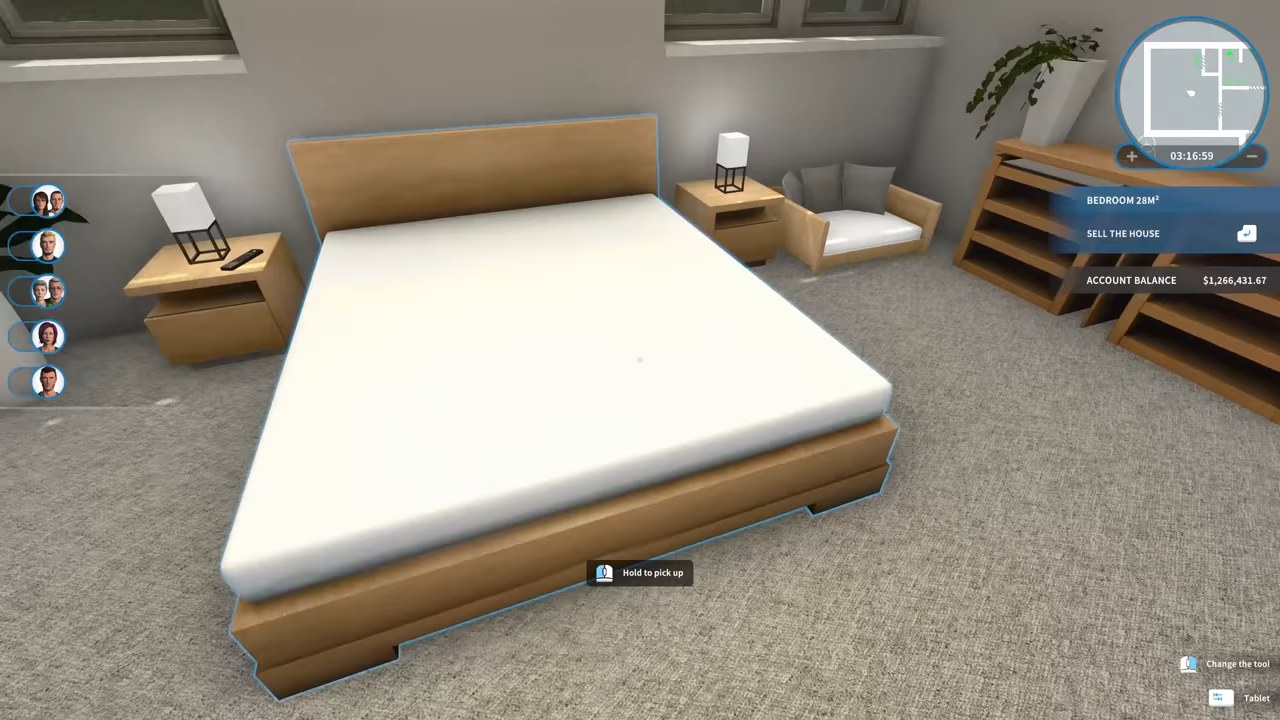 03:16:59
BEDROOM 28M²
SELL THE HOUSE
ACCOUNT BALANCE $1,266,431.67
Hold to pick up
Change the tool
Tablet